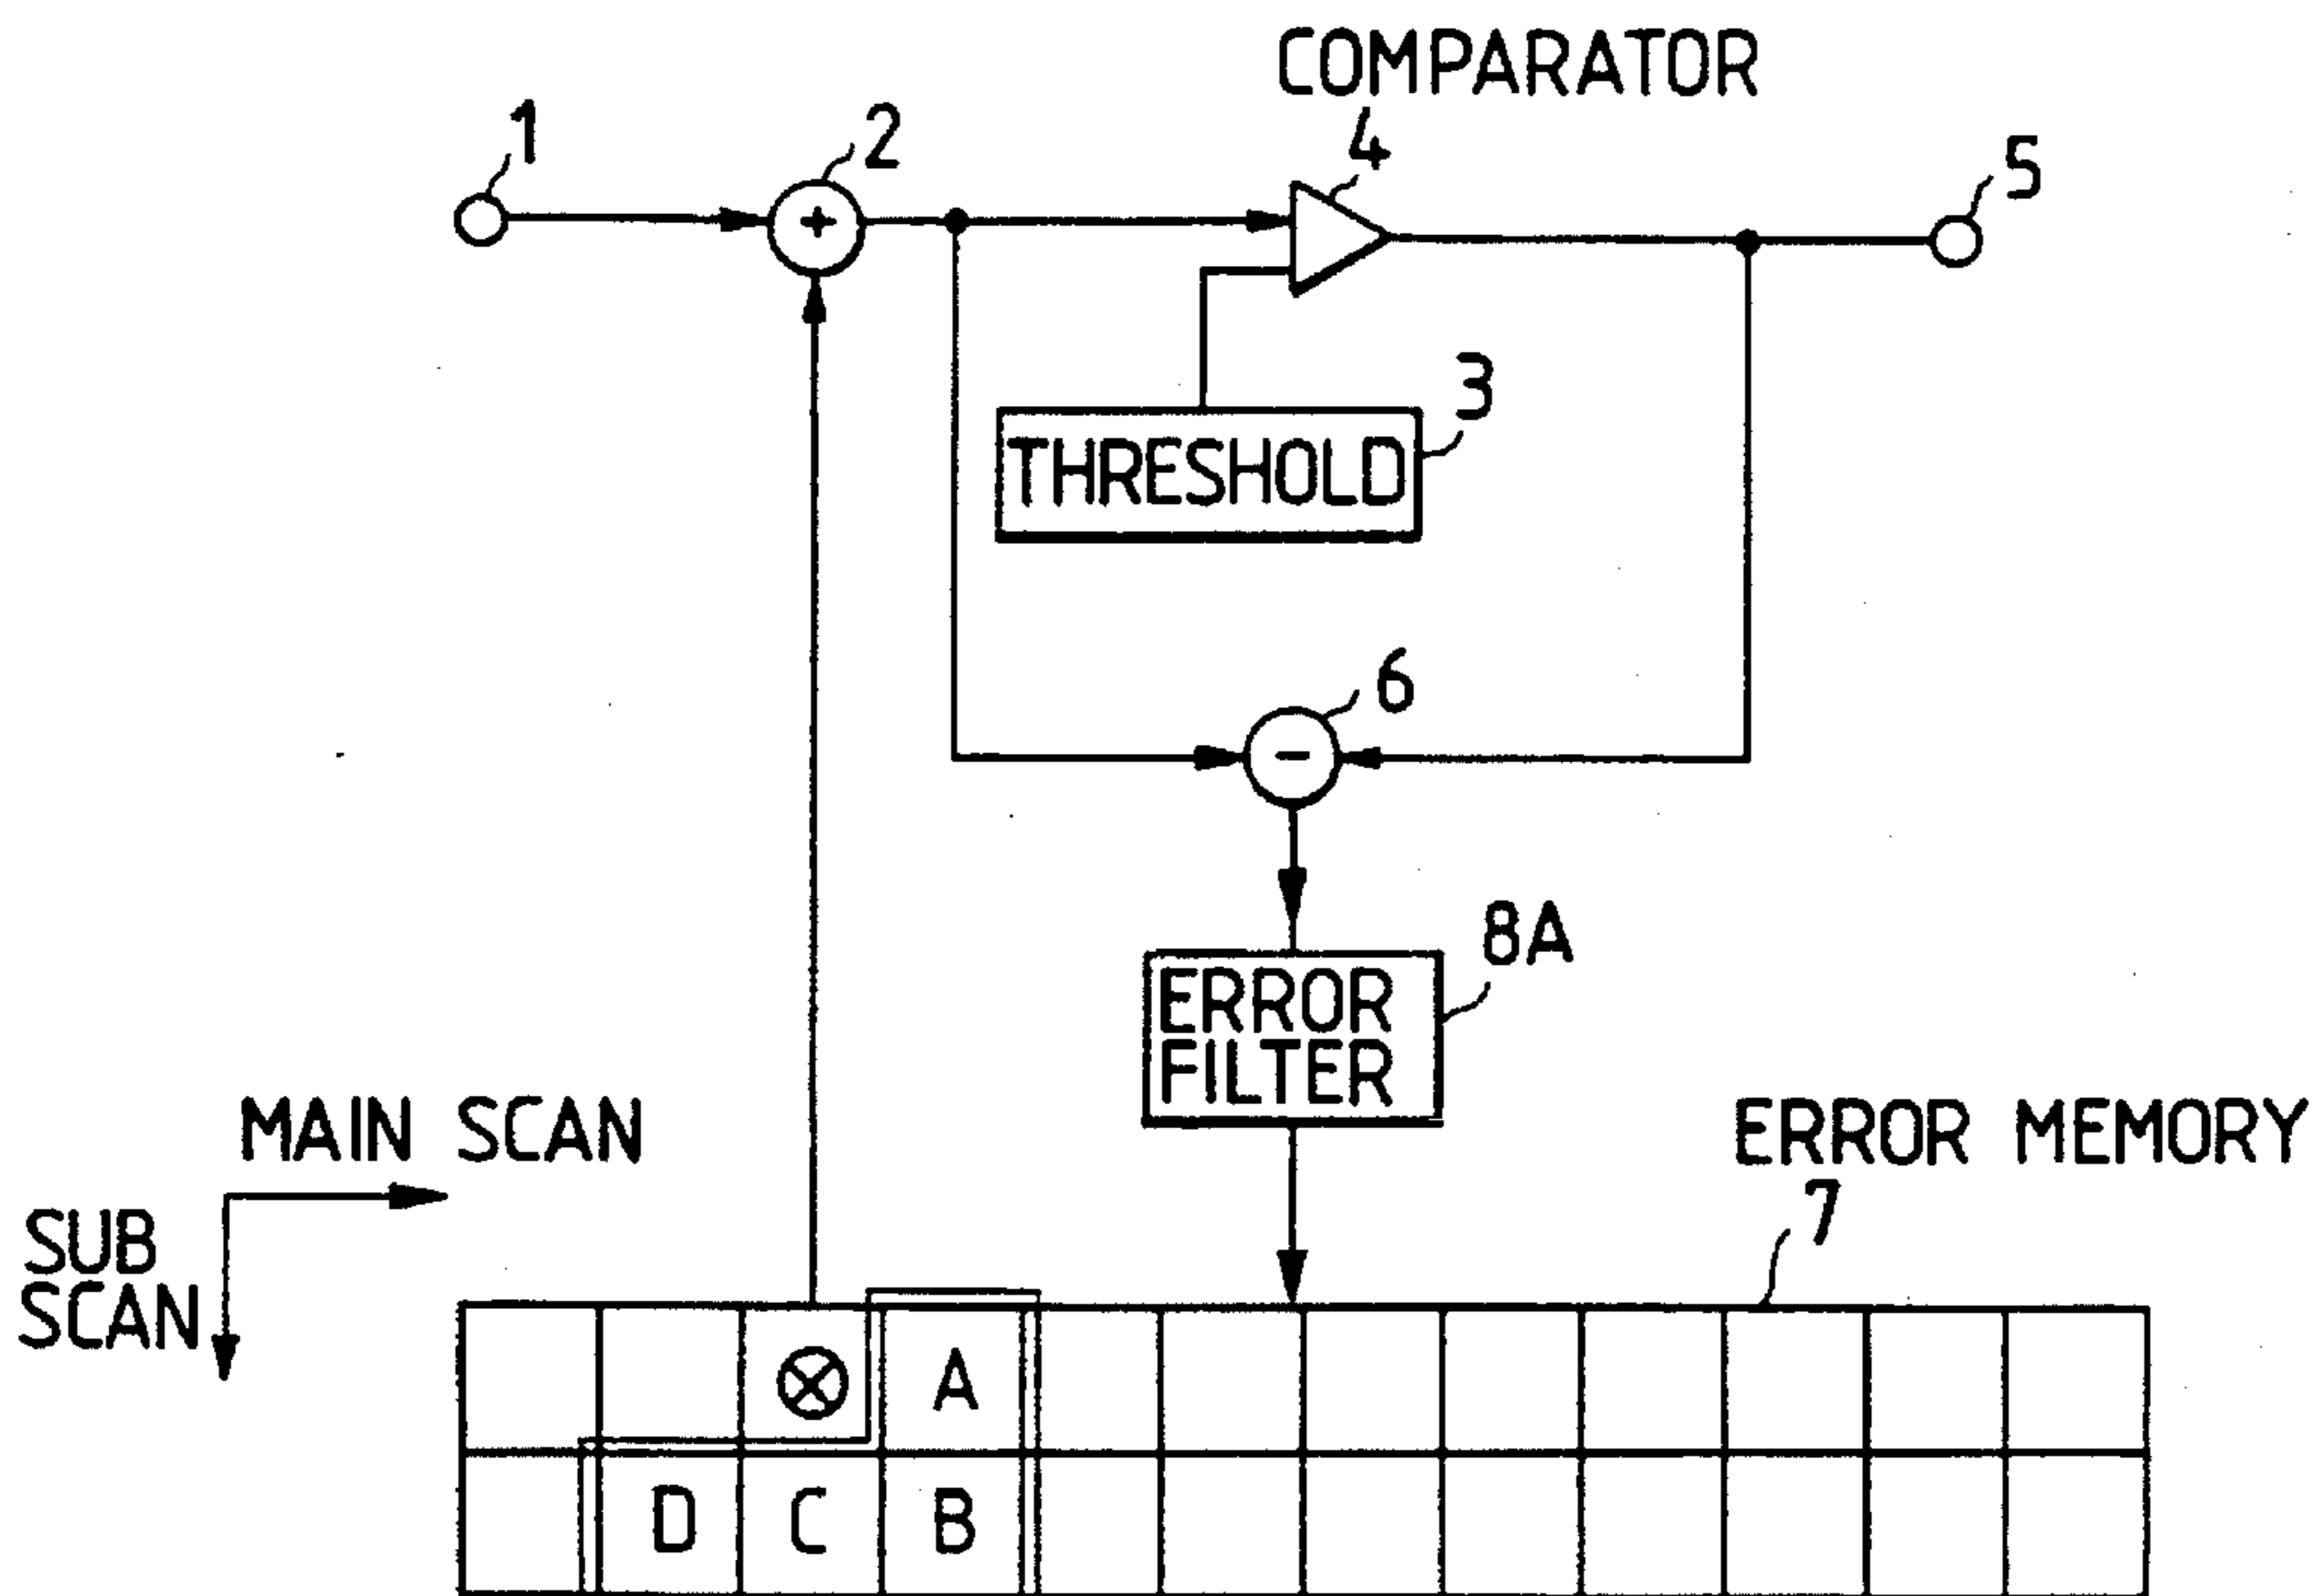 COMPARATOR
1
2
4
5
3
THRESHOLD
+
6
-
8A
ERROR
FILTER
MAIN SCAN
SUB
SCAN
ERROR MEMORY
7
A
D C B